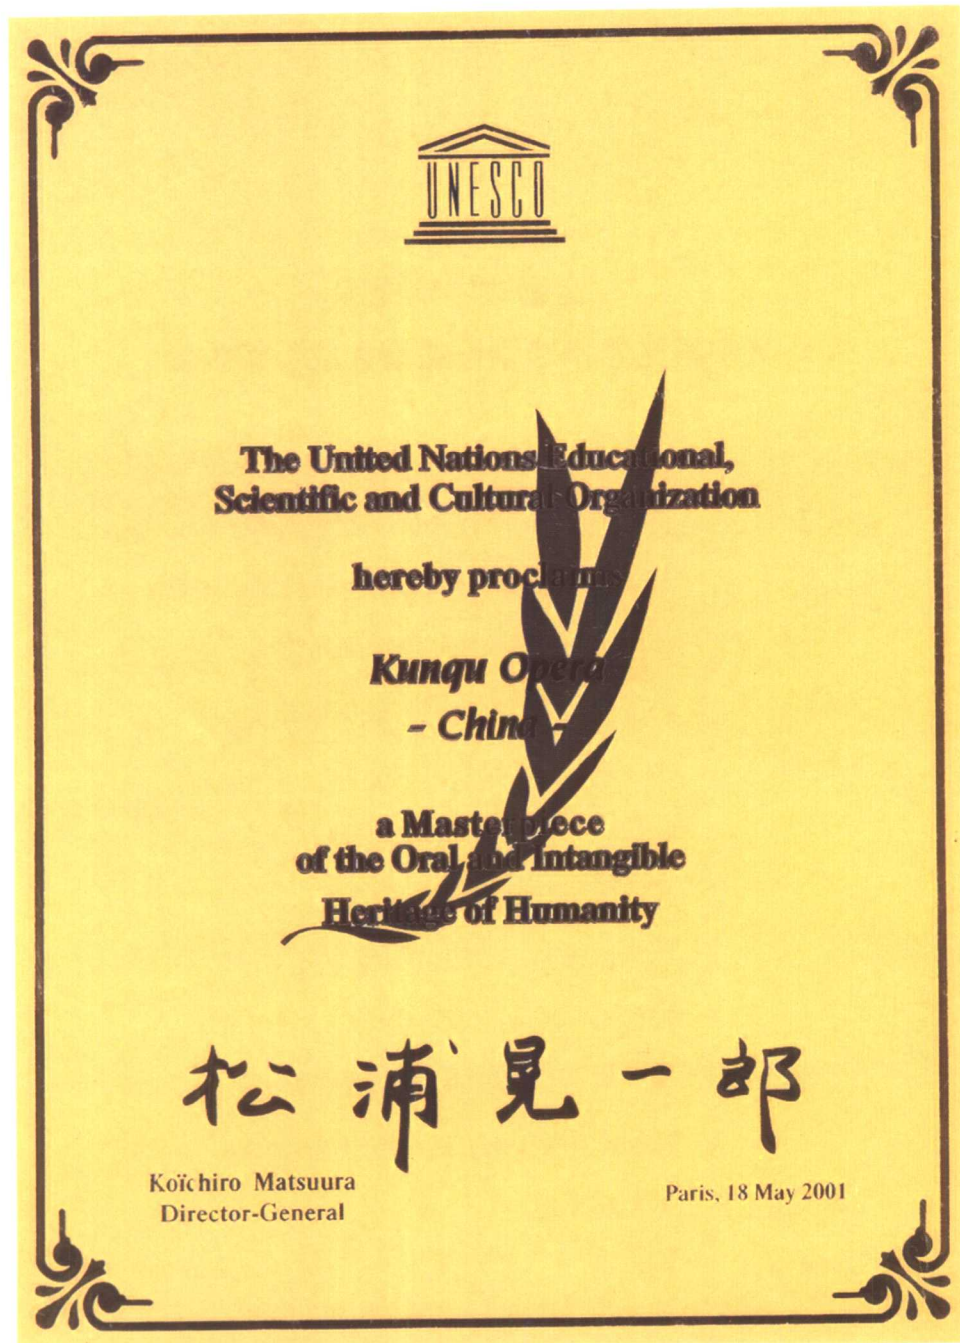 UNESCO
The United Nations Educational,
Scientific and Cultural Organization
hereby proclaims
Kunqu Opera
- China -
a Masterpiece
of the Oral and Intangible
Heritage of Humanity
松浦晃一郎
Koïchiro Matsuura
Director-General
Paris, 18 May 2001